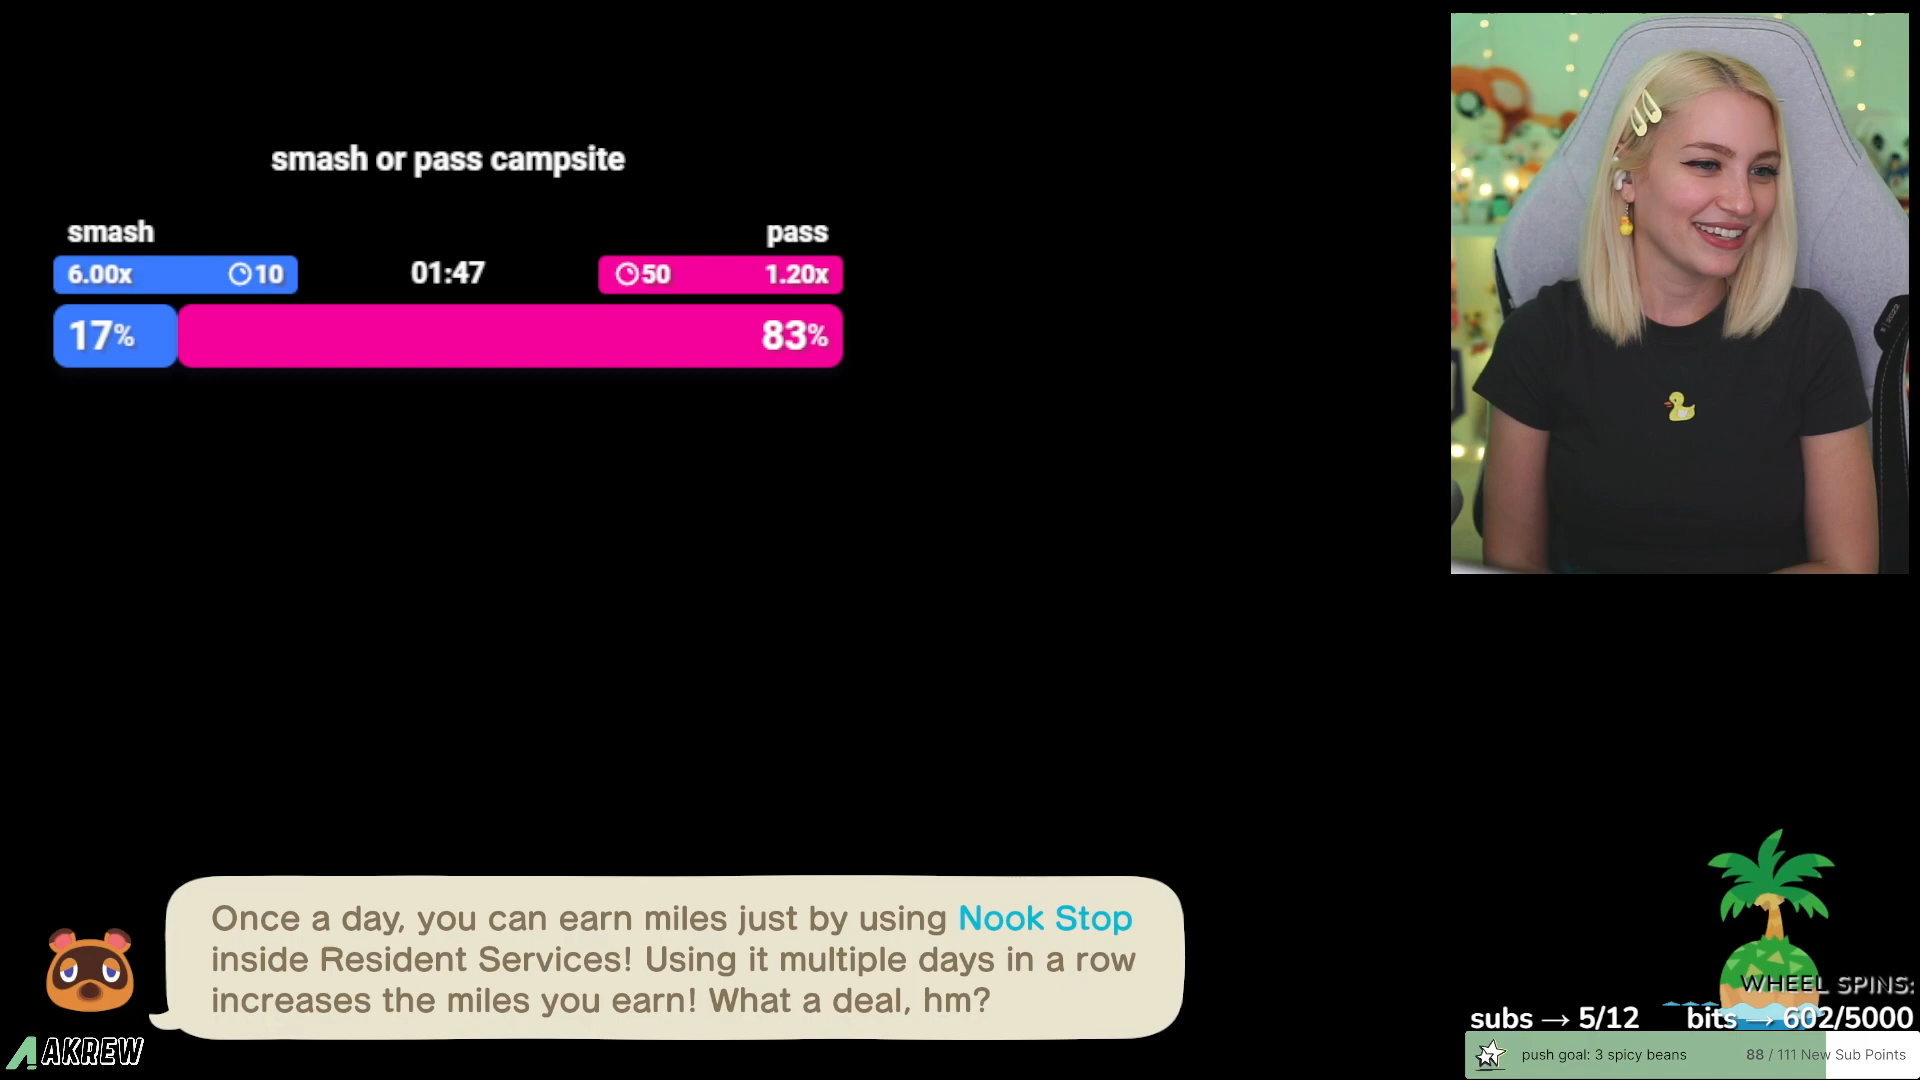 smash or pass campsite
smash
pass
6.00x
10
01:47
50
1.20x
17%
83%
Once a day, you can earn miles just by using Nook Stop
inside Resident Services! Using it multiple days in a row
increases the miles you earn! What a deal, hm?
AKREW
WHEEL SPINS:
subs → 5/12
bits → 602/5000
push goal: 3 spicy beans
88 / 111 New Sub Points